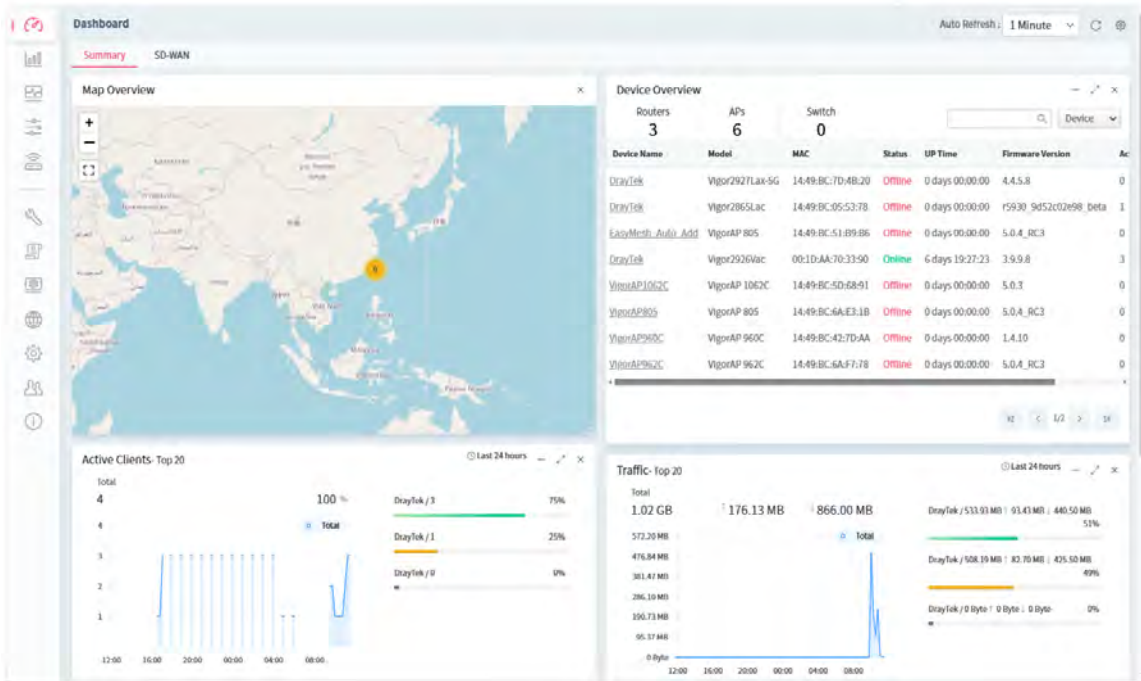 Dashboard
Auto Refresh : 1 Minute
Summary SD-WAN
Map Overview
+
−
Device Overview
Routers APs Switch
3 6 0
Device
Device Name Model MAC Status UP Time Firmware Version Ac
DrayTek Vigor2927Lax-5G 14:49:BC:7D:4B:20 Offline 0 days 00:00:00 4.4.5.8 0
DrayTek Vigor2865Lac 14:49:BC:05:53:78 Offline 0 days 00:00:00 r5930_9d52c02e98_beta 1
EasyMesh_Auto_Add VigorAP 805 14:49:BC:51:B9:B6 Offline 0 days 00:00:00 5.0.4_RC3 0
DrayTek Vigor2926Vac 00:1D:AA:70:33:90 Online 6 days 19:27:23 3.9.9.8 3
VigorAP1062C VigorAP 1062C 14:49:BC:5D:68:91 Offline 0 days 00:00:00 5.0.3 0
VigorAP805 VigorAP 805 14:49:BC:6A:E3:1B Offline 0 days 00:00:00 5.0.4_RC3 0
VigorAP960C VigorAP 960C 14:49:BC:42:7D:AA Offline 0 days 00:00:00 1.4.10 0
VigorAP962C VigorAP 962C 14:49:BC:6A:F7:78 Offline 0 days 00:00:00 5.0.4_RC3 0
1/2
Active Clients- Top 20
Last 24 hours
Total
4 100 %
Total
4
3
2
1
12:00 16:00 20:00 00:00 04:00 08:00
DrayTek / 3 75%
DrayTek / 1 25%
DrayTek / 0 0%
Traffic- Top 20
Last 24 hours
Total
1.02 GB ↑ 176.13 MB ↓ 866.00 MB
Total
572.20 MB
476.84 MB
381.47 MB
286.10 MB
190.73 MB
95.37 MB
0 Byte
12:00 16:00 20:00 00:00 04:00 08:00
DrayTek / 533.93 MB ↑ 93.43 MB ↓ 440.50 MB
51%
DrayTek / 508.19 MB ↑ 82.70 MB ↓ 425.50 MB
49%
DrayTek / 0 Byte ↑ 0 Byte ↓ 0 Byte 0%